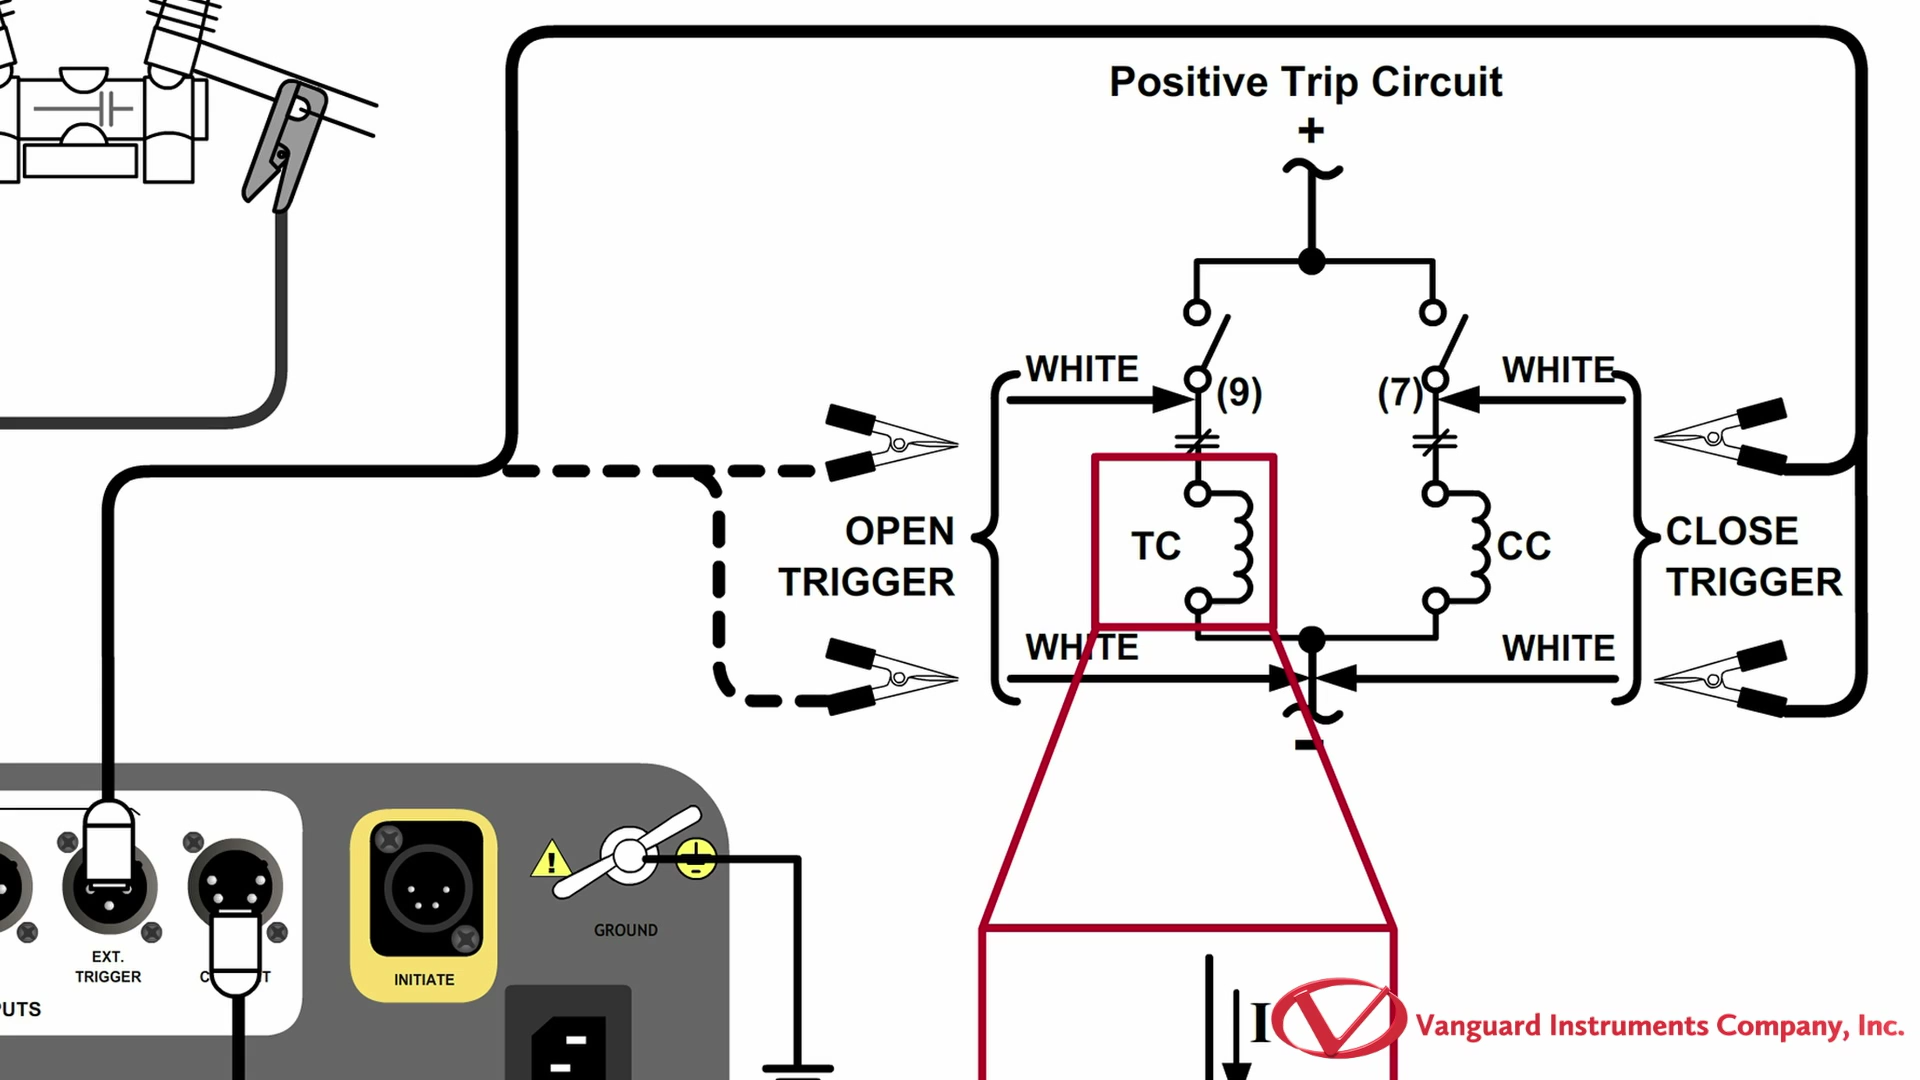 Positive Trip Circuit
+
WHITE
(9)
(7)
WHITE
OPEN
TRIGGER
TC
CC
CLOSE
TRIGGER
WHITE
WHITE
-
!
GROUND
EXT.
TRIGGER
INITIATE
I
Vanguard Instruments Company, Inc.